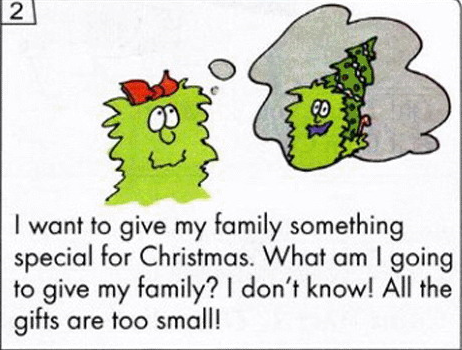 2
I want to give my family something
special for Christmas. What am I going
to give my family? I don't know! All the
gifts are too small!